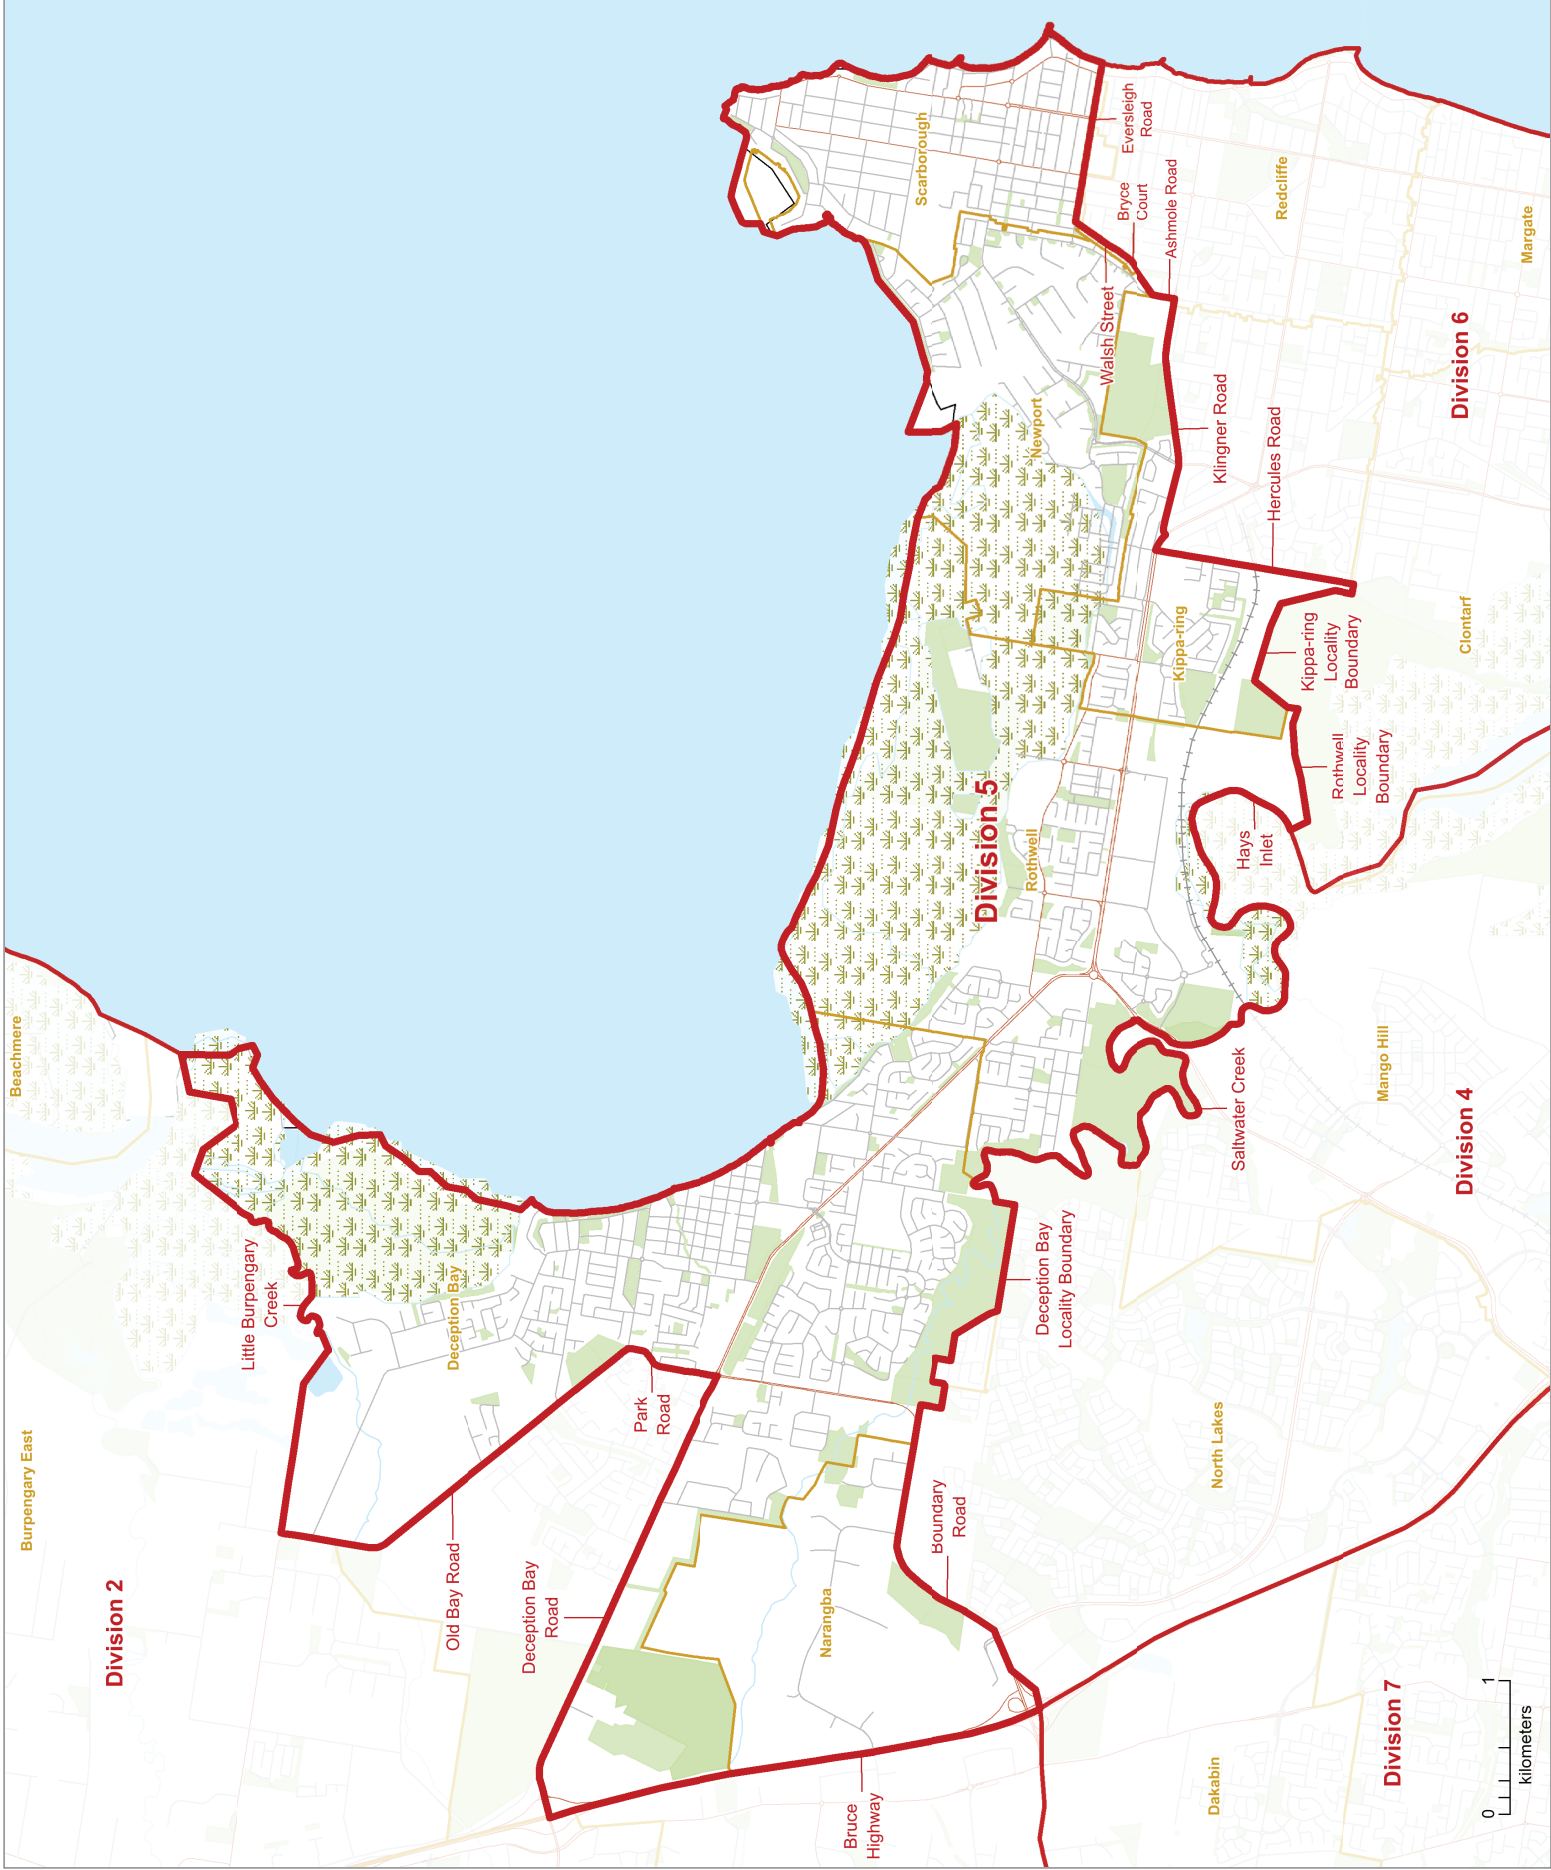 Beachmere
Burpengary East
Division 2
Little Burpengary
Creek
Deception Bay
Old Bay Road
Deception Bay
Road
Park
Road
Narangba
Bruce
Highway
Boundary
Road
Deception Bay
Locality Boundary
Saltwater Creek
Division 5
Rothwell
Hays
Inlet
Rothwell
Locality
Boundary
Kippa-ring
Kippa-ring
Locality
Boundary
Hercules Road
Klingner Road
Newport
Walsh Street
Ashmole Road
Bryce
Court
Eversleigh
Road
Scarborough
Redcliffe
Margate
Division 6
Clontarf
Mango Hill
Division 4
North Lakes
Dakabin
Division 7
0 1
kilometers